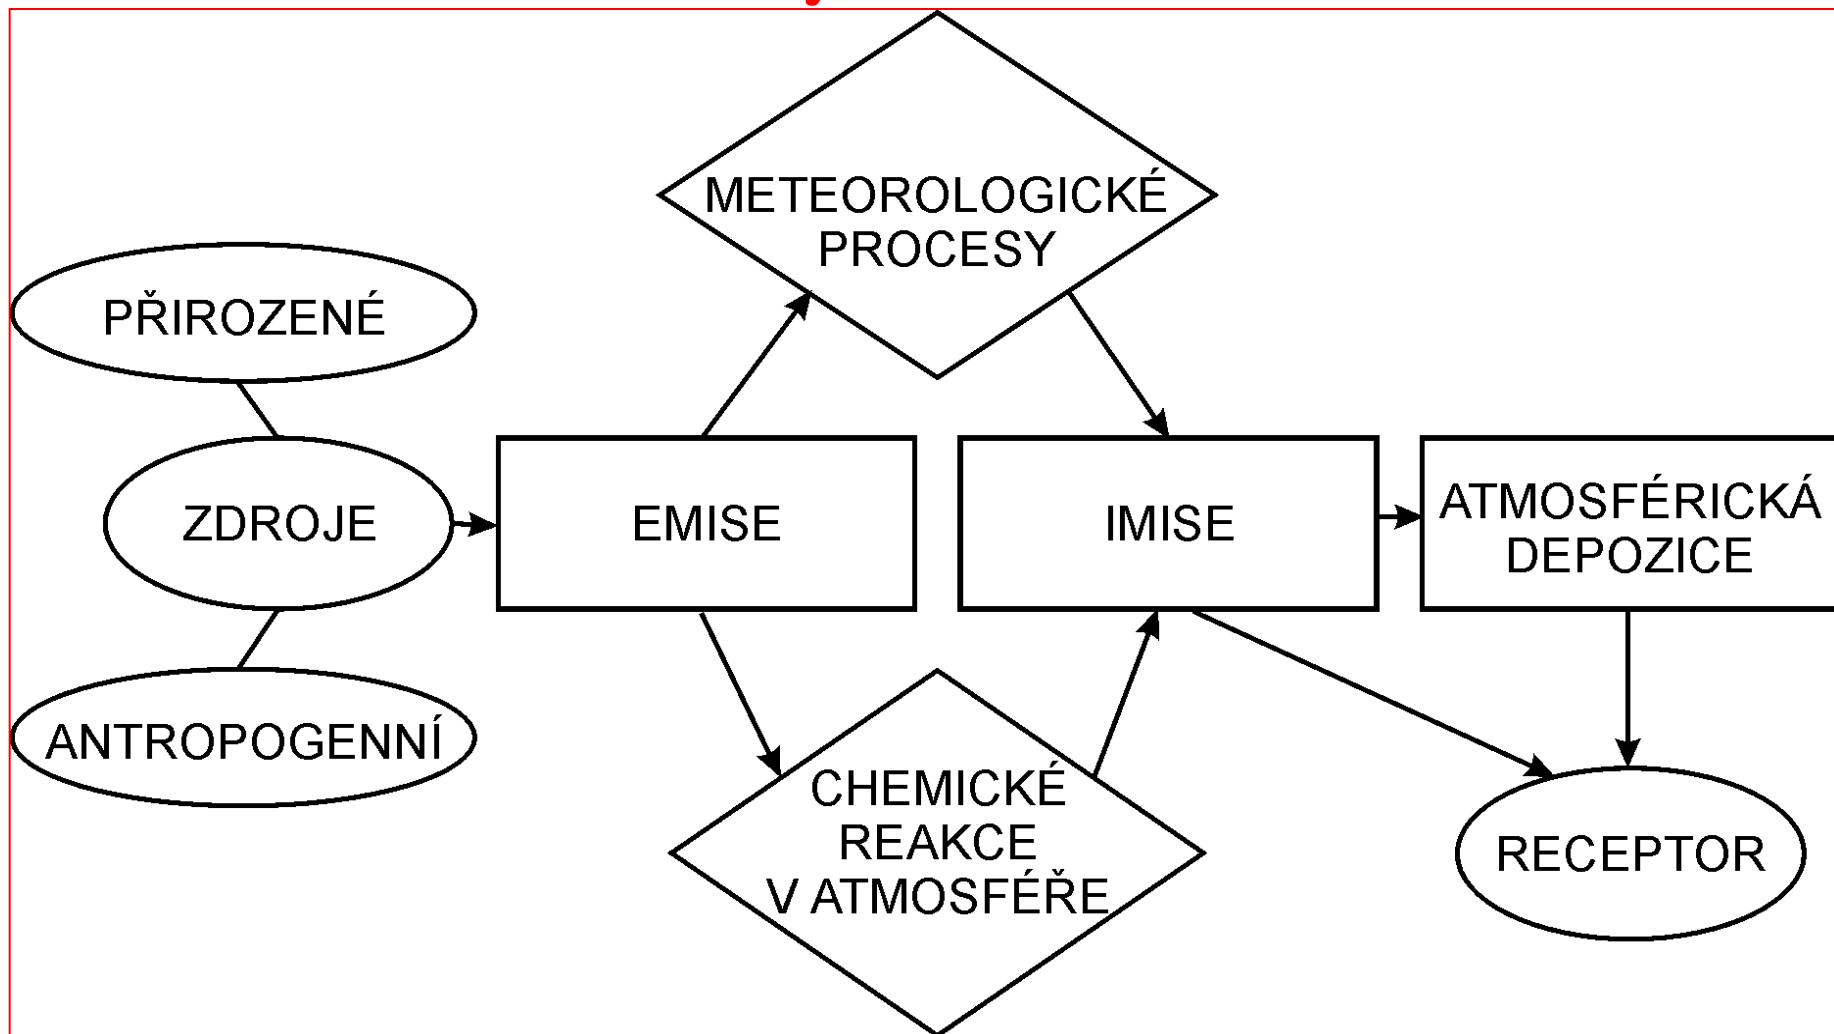 METEOROLOGICKÉ
PROCESY
PŘIROZENÉ
ZDROJE
EMISE
IMISE
ATMOSFÉRICKÁ
DEPOZICE
ANTROPOGENNÍ
CHEMICKÉ
REAKCE
V ATMOSFÉŘE
RECEPTOR